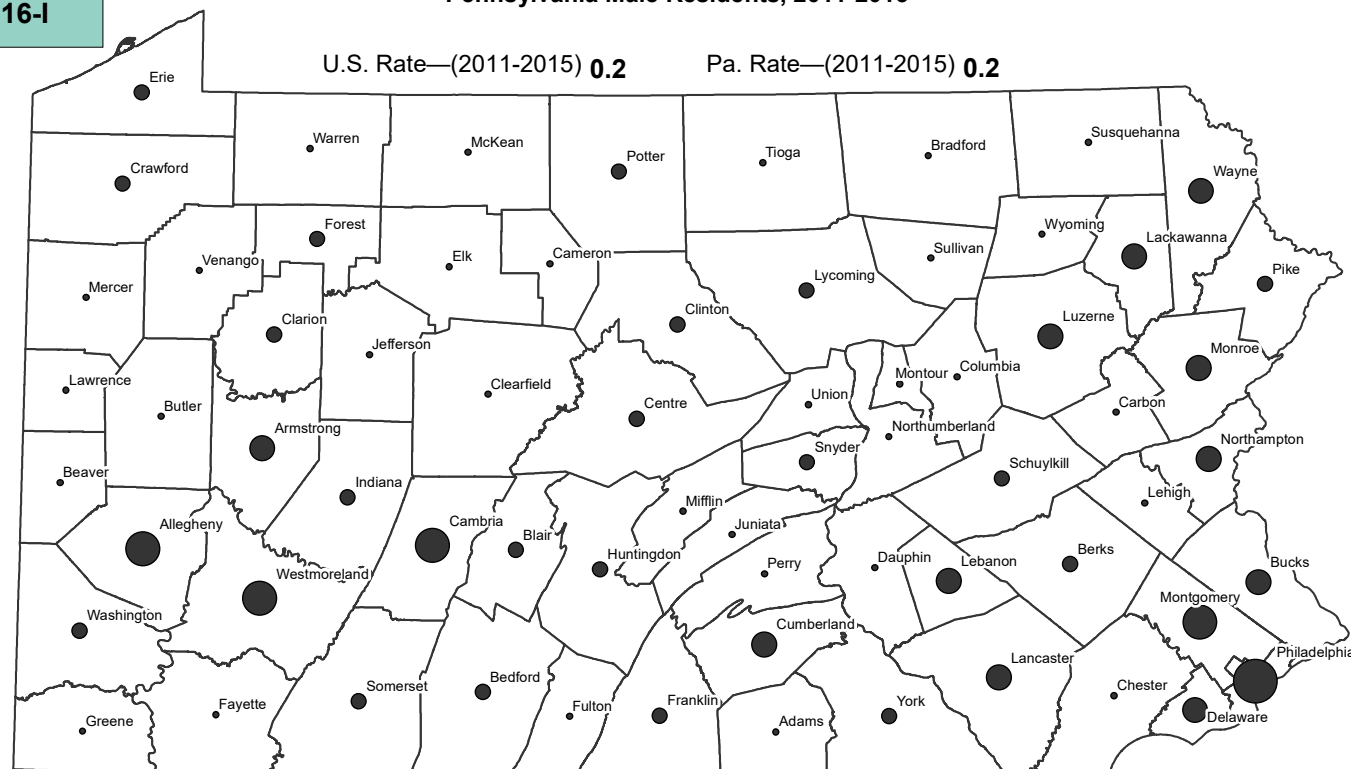 16-I
Pennsylvania Male Residents, 2011-2015
U.S. Rate—(2011-2015) 0.2
Pa. Rate—(2011-2015) 0.2
Erie
Warren
McKean
Potter
Tioga
Bradford
Susquehanna
Wayne
Crawford
Forest
Elk
Cameron
Venango
Mercer
Lycoming
Sullivan
Wyoming
Lackawanna
Pike
Clinton
Clarion
Luzerne
Jefferson
Monroe
Lawrence
Butler
Clearfield
Centre
Union
Montour
Columbia
Carbon
Armstrong
Northumberland
Northampton
Snyder
Beaver
Indiana
Schuylkill
Lehigh
Mifflin
Allegheny
Cambria
Blair
Juniata
Huntingdon
Perry
Dauphin
Lebanon
Berks
Bucks
Westmoreland
Montgomery
Washington
Cumberland
Philadelphia
Lancaster
Somerset
Bedford
Chester
Greene
Fayette
Fulton
Franklin
Adams
York
Delaware